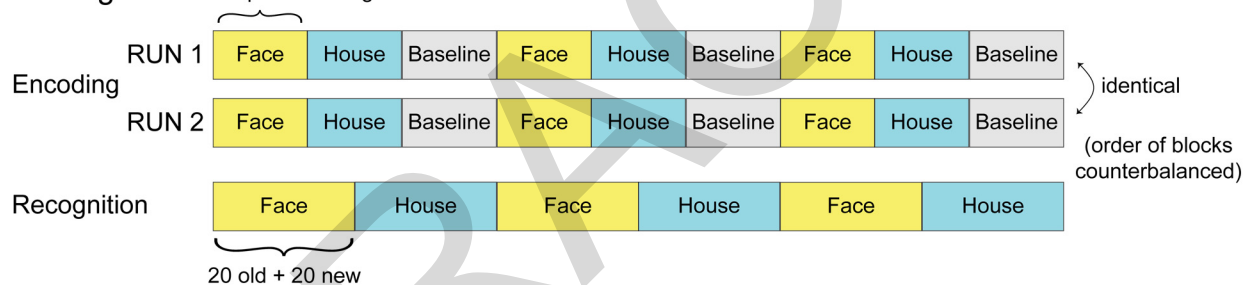 RUN 1 Face House Baseline Face House Baseline Face House Baseline
Encoding
identical
RUN 2 Face House Baseline Face House Baseline Face House Baseline
(order of blocks
counterbalanced)
Recognition Face House Face House Face House
20 old + 20 new